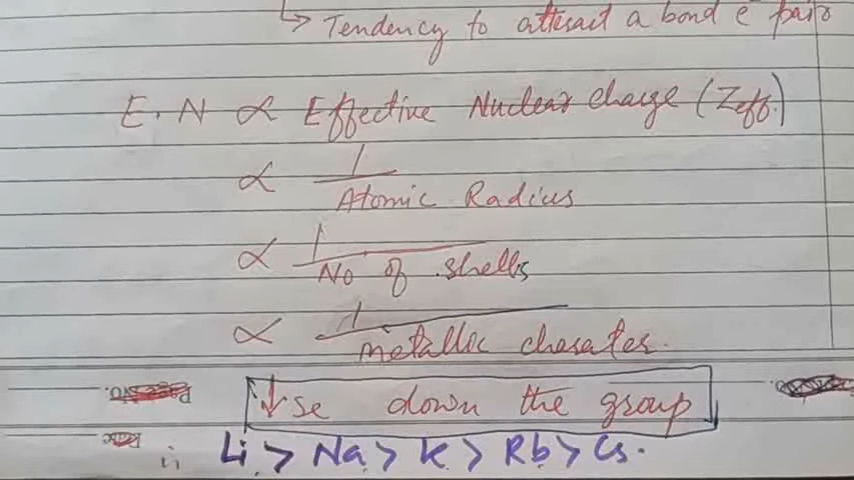 ↳ Tendency to attract a bond e⁻ pair
E.N ∝ Effective Nuclear charge (Zeff.)
∝ 1 / Atomic Radius
∝ 1 / No of shells
∝ 1 / metallic charater.
↓se down the group
Li > Na > K > Rb > Cs.